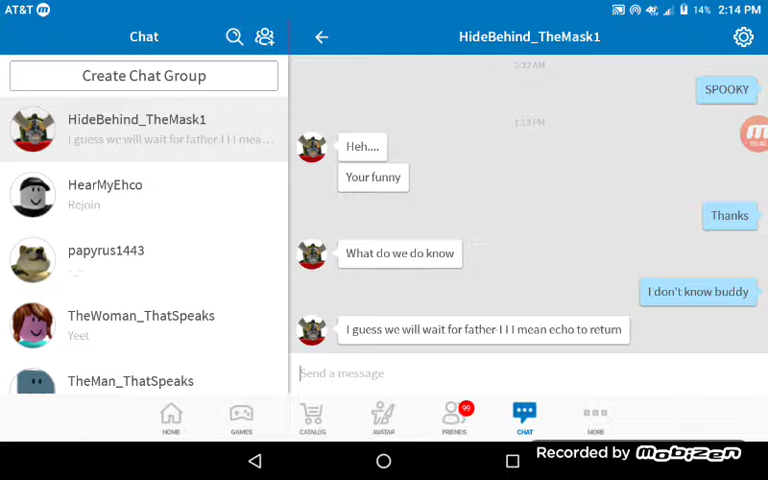 AT&T
14% 2:14 PM
Chat
HideBehind_TheMask1
Create Chat Group
HideBehind_TheMask1
I guess we will wait for father I I I mea...
HearMyEhco
Rejoin
papyrus1443
-_-
TheWoman_ThatSpeaks
Yeet
TheMan_ThatSpeaks
SPOOKY
1:13 PM
Heh....
Your funny
Thanks
What do we do know
I don't know buddy
I guess we will wait for father I I I mean echo to return
Send a message
HOME
GAMES
CATALOG
AVATAR
99
FRIENDS
CHAT
MORE
Recorded by mobizen